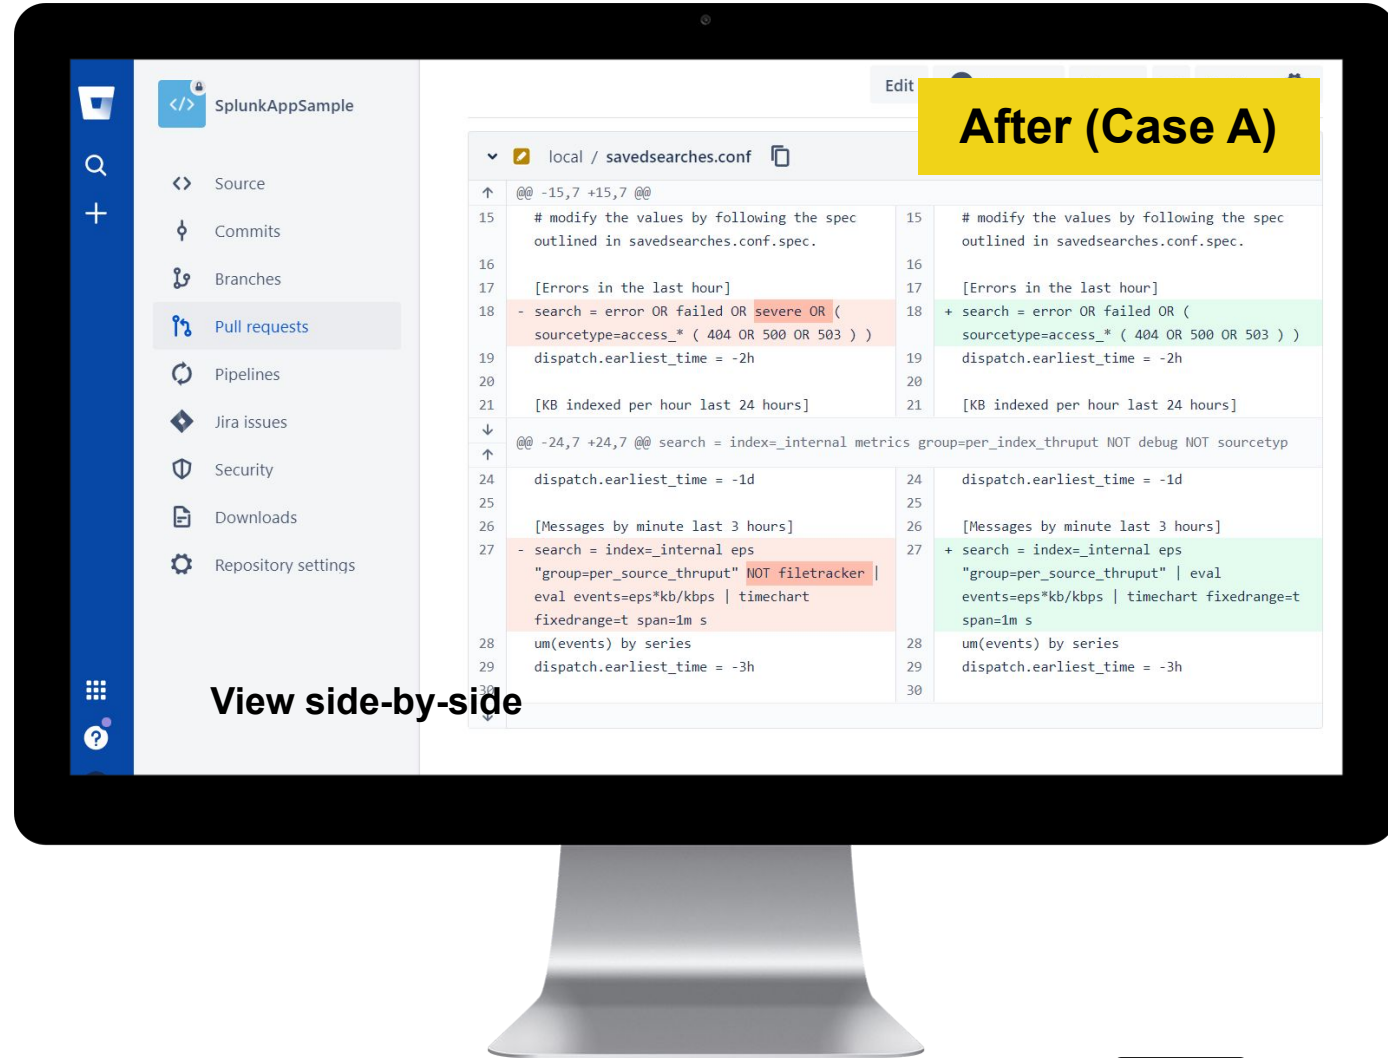 SplunkAppSample
Source
Commits
Branches
Pull requests
Pipelines
Jira issues
Security
Downloads
Repository settings
View side-by-side
Edit
After (Case A)
local / savedsearches.conf
@@ -15,7 +15,7 @@
15 # modify the values by following the spec
outlined in savedsearches.conf.spec.
16
17 [Errors in the last hour]
18 - search = error OR failed OR severe OR (
sourcetype=access_* ( 404 OR 500 OR 503 ) )
19 dispatch.earliest_time = -2h
20
21 [KB indexed per hour last 24 hours]
15 # modify the values by following the spec
outlined in savedsearches.conf.spec.
16
17 [Errors in the last hour]
18 + search = error OR failed OR (
sourcetype=access_* ( 404 OR 500 OR 503 ) )
19 dispatch.earliest_time = -2h
20
21 [KB indexed per hour last 24 hours]
@@ -24,7 +24,7 @@ search = index=_internal metrics group=per_index_thruput NOT debug NOT sourcetyp
24 dispatch.earliest_time = -1d
25
26 [Messages by minute last 3 hours]
27 - search = index=_internal eps
"group=per_source_thruput" NOT filetracker |
eval events=eps*kb/kbps | timechart
fixedrange=t span=1m s
28 um(events) by series
29 dispatch.earliest_time = -3h
30
24 dispatch.earliest_time = -1d
25
26 [Messages by minute last 3 hours]
27 + search = index=_internal eps
"group=per_source_thruput" | eval
events=eps*kb/kbps | timechart fixedrange=t
span=1m s
28 um(events) by series
29 dispatch.earliest_time = -3h
30